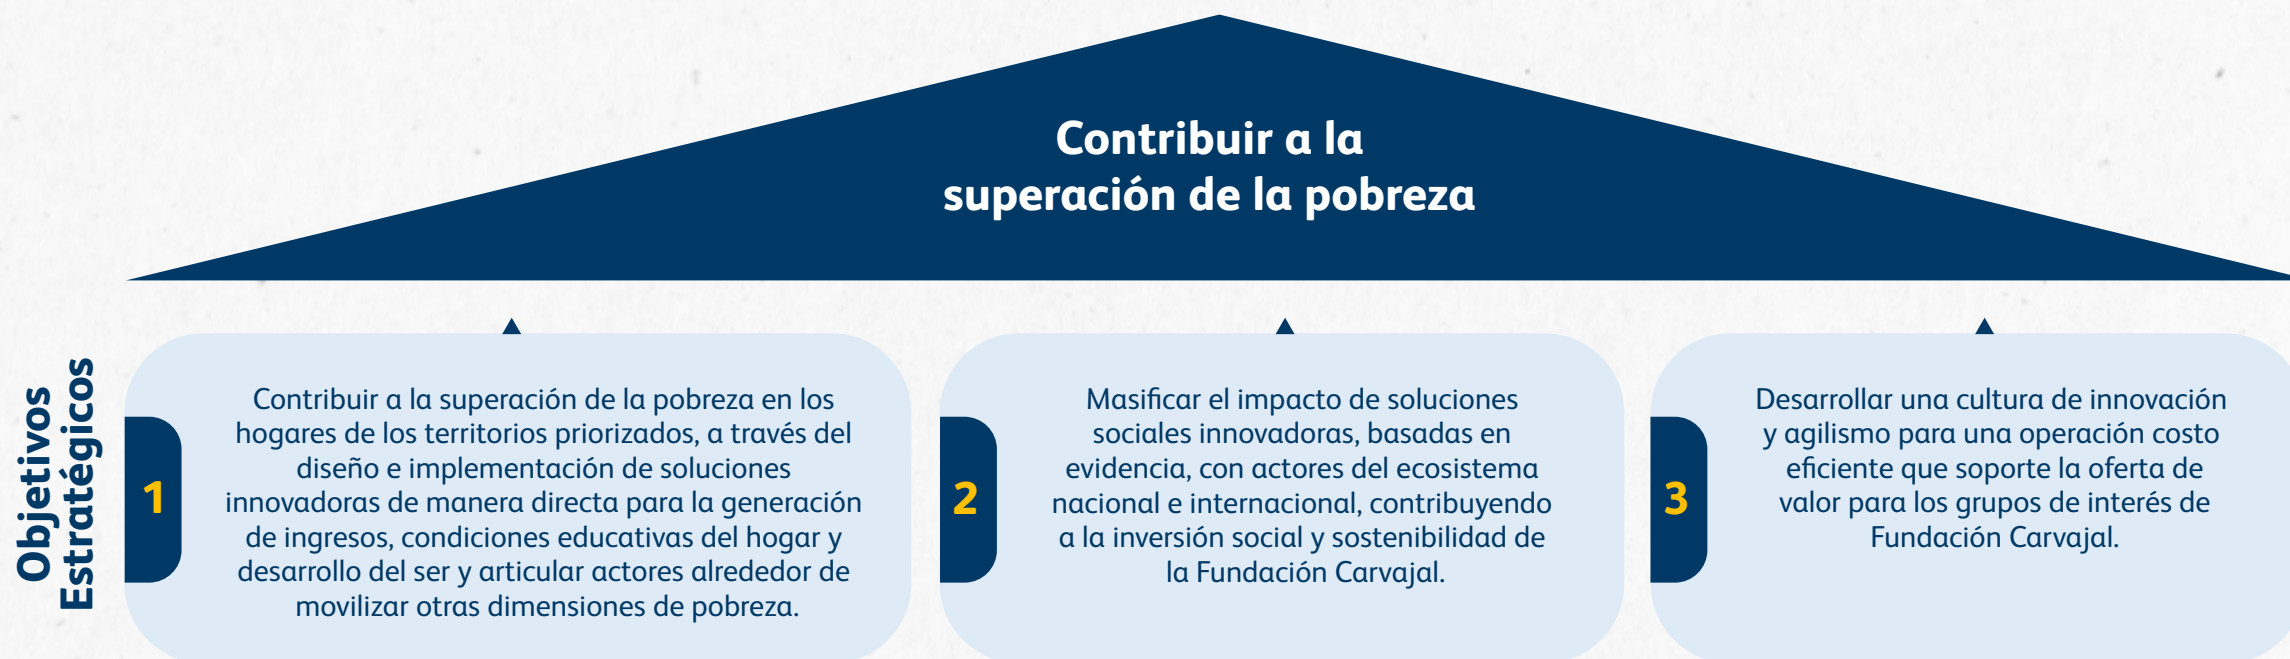 Contribuir a la
superación de la pobreza
Objetivos
Estratégicos
1
Contribuir a la superación de la pobreza en los
hogares de los territorios priorizados, a través del
diseño e implementación de soluciones
innovadoras de manera directa para la generación
de ingresos, condiciones educativas del hogar y
desarrollo del ser y articular actores alrededor de
movilizar otras dimensiones de pobreza.
2
Masificar el impacto de soluciones
sociales innovadoras, basadas en
evidencia, con actores del ecosistema
nacional e internacional, contribuyendo
a la inversión social y sostenibilidad de
la Fundación Carvajal.
3
Desarrollar una cultura de innovación
y agilismo para una operación costo
eficiente que soporte la oferta de
valor para los grupos de interés de
Fundación Carvajal.